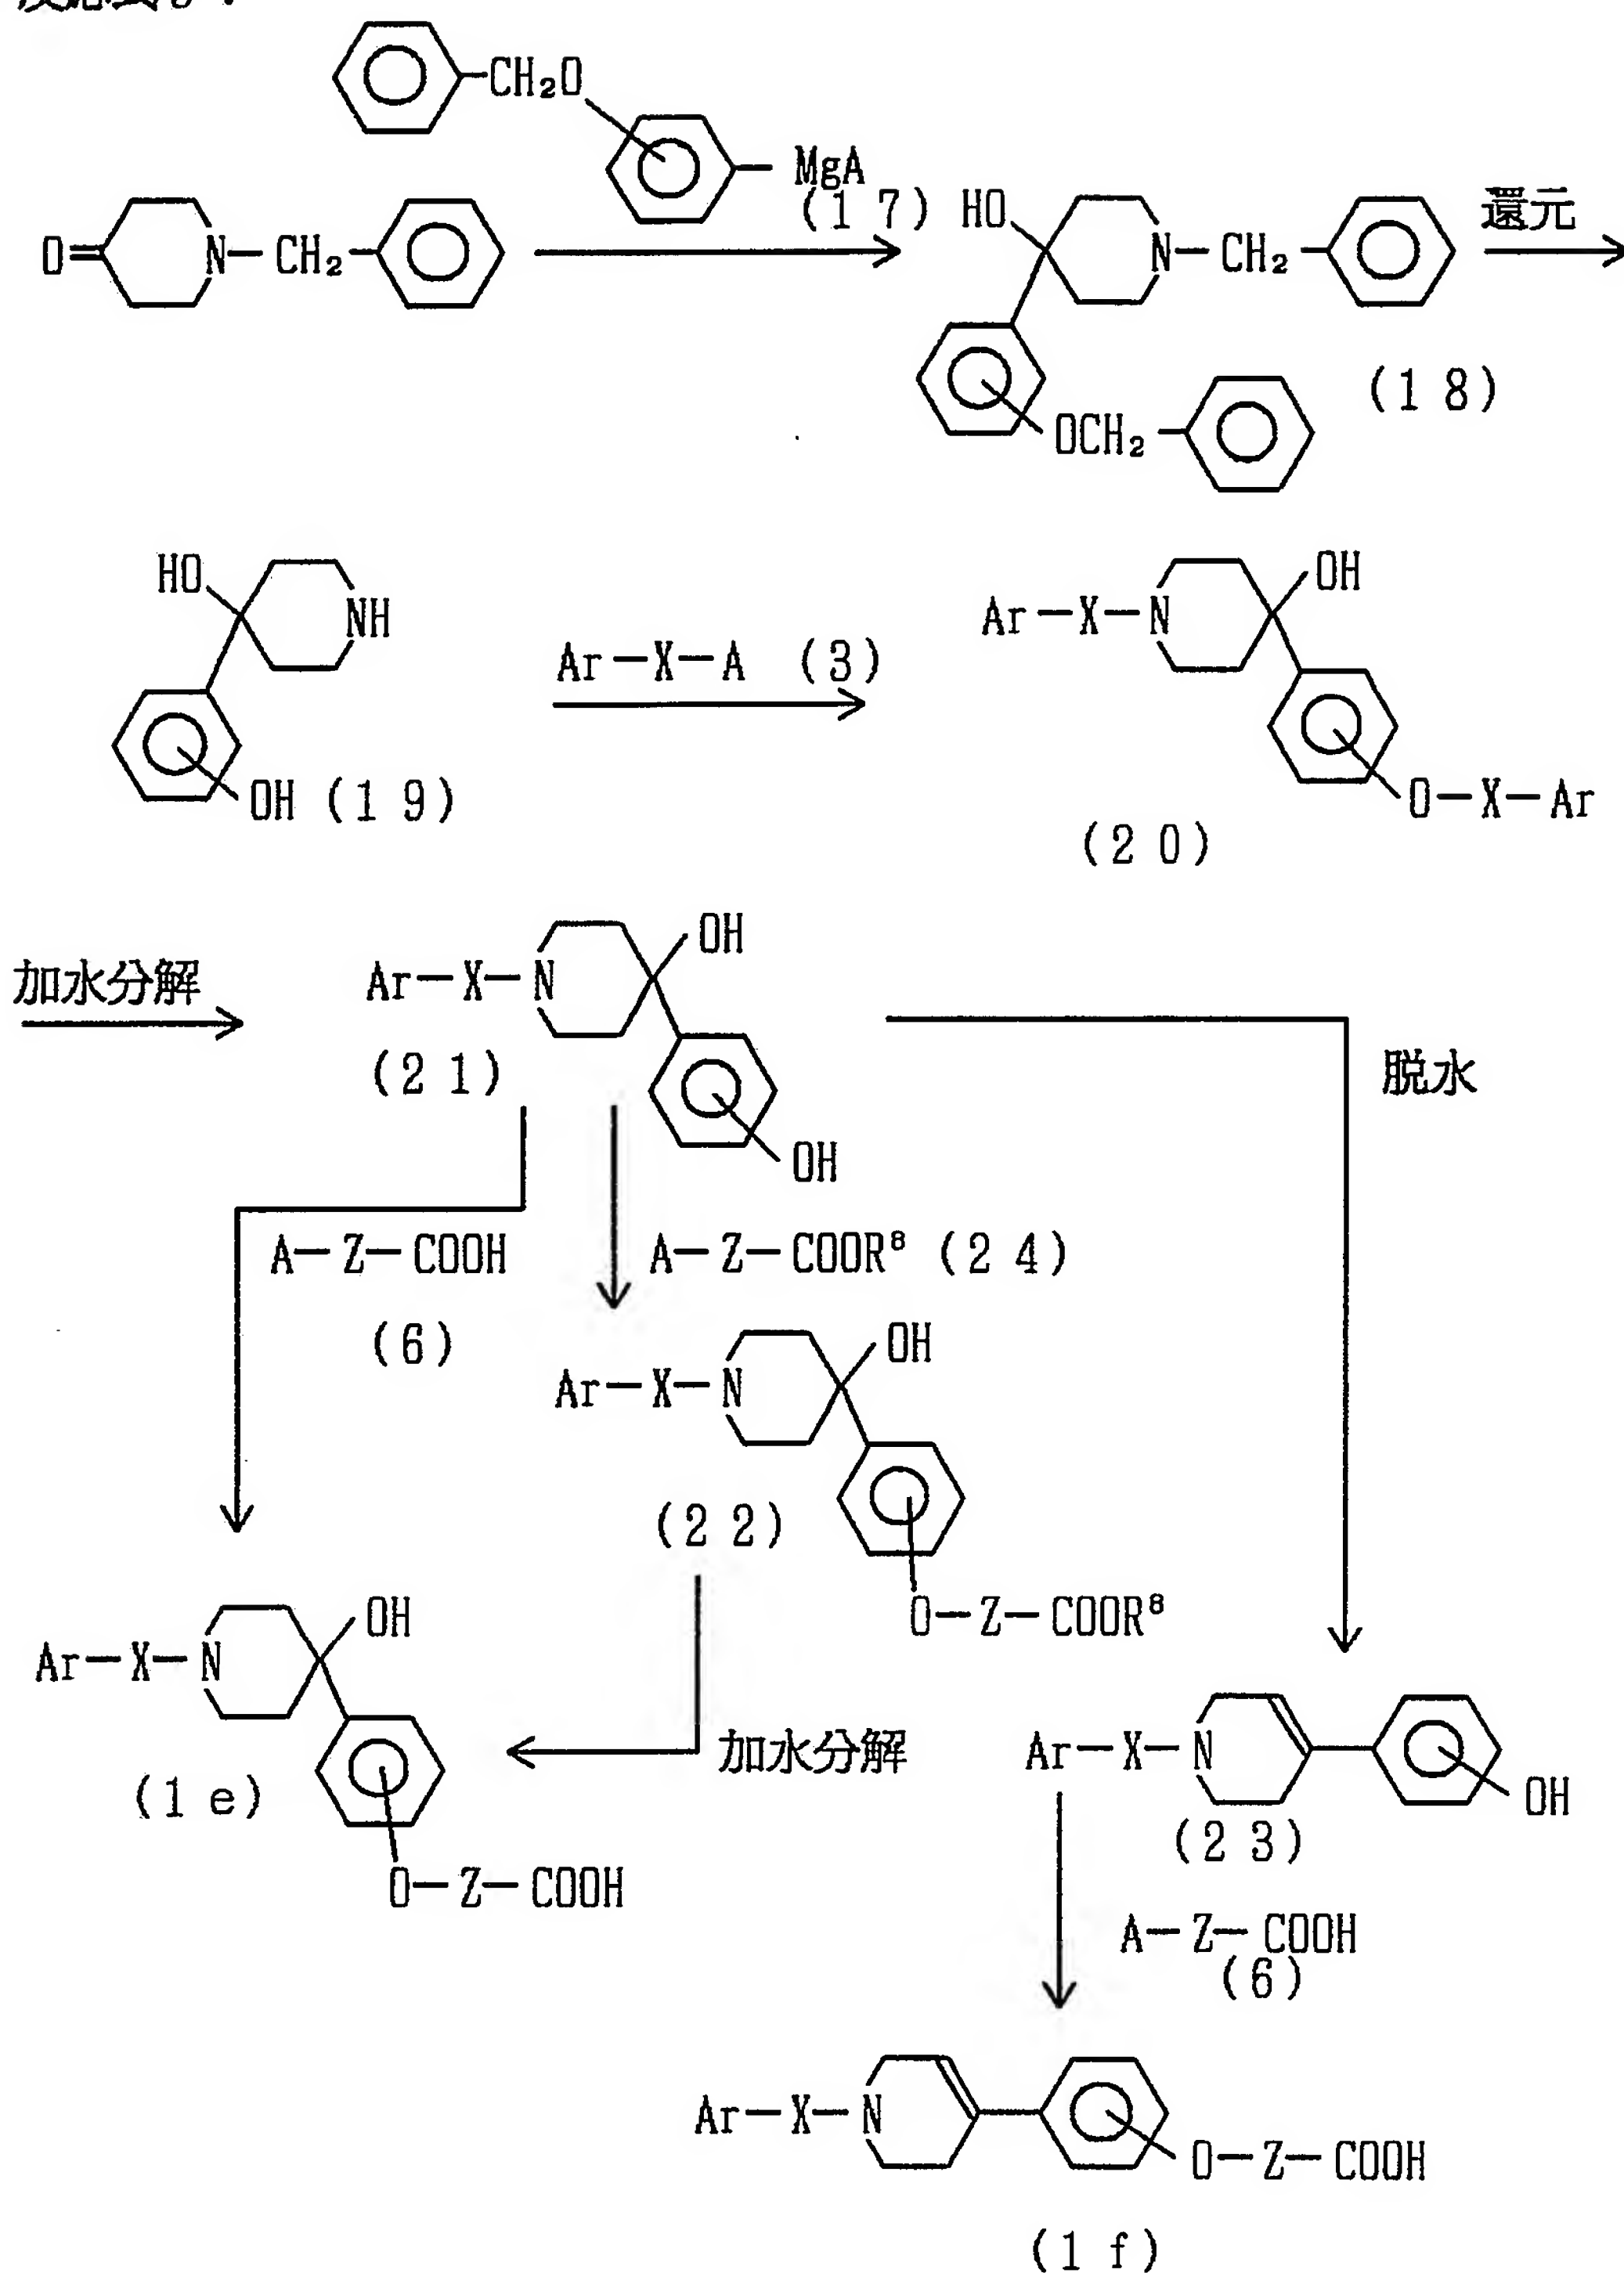 CH₂O
MgA
(17)
O=
N-CH₂
HO
N-CH₂
還元
OCH₂
(18)
HO
NH
OH (19)
Ar-X-A (3)
Ar-X-N
OH
O-X-Ar
(20)
加水分解
Ar-X-N
OH
(21)
OH
脱水
A-Z-COOH
(6)
A-Z-COOR⁸ (24)
Ar-X-N
OH
(22)
O-Z-COOR⁸
Ar-X-N
OH
(1e)
O-Z-COOH
加水分解
Ar-X-N
OH
(23)
A-Z-COOH
(6)
Ar-X-N
O-Z-COOH
(1f)